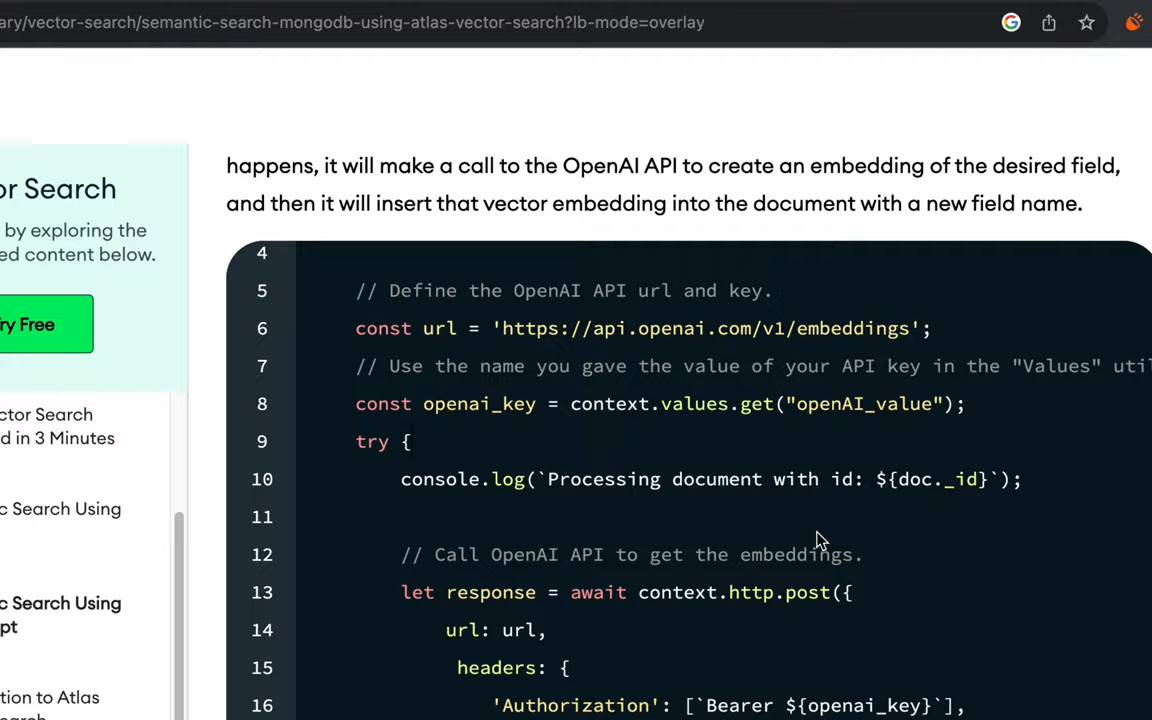 ary/vector-search/semantic-search-mongodb-using-atlas-vector-search?lb-mode=overlay
happens, it will make a call to the OpenAI API to create an embedding of the desired field,
and then it will insert that vector embedding into the document with a new field name.
or Search
by exploring the
ed content below.
ry Free
ctor Search
d in 3 Minutes
c Search Using
c Search Using
pt
tion to Atlas
4
5 // Define the OpenAI API url and key.
6 const url = 'https://api.openai.com/v1/embeddings';
7 // Use the name you gave the value of your API key in the "Values" util
8 const openai_key = context.values.get("openAI_value");
9 try {
10 console.log(`Processing document with id: ${doc._id}`);
11
12 // Call OpenAI API to get the embeddings.
13 let response = await context.http.post({
14 url: url,
15 headers: {
16 'Authorization': [`Bearer ${openai_key}`],